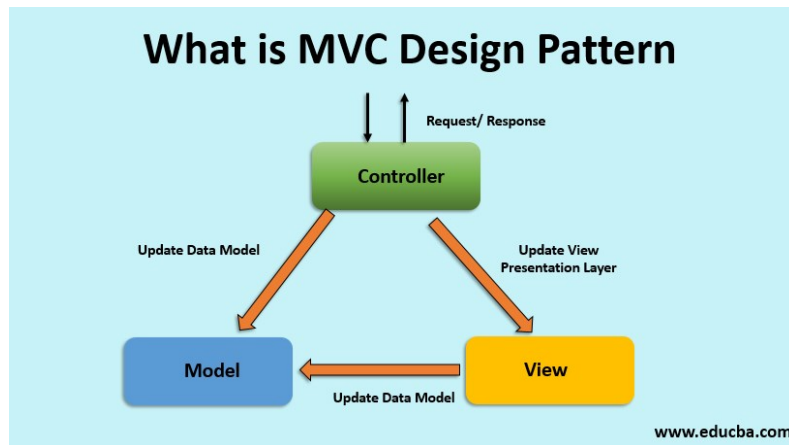 What is MVC Design Pattern
Request/ Response
Controller
Update Data Model
Update View
Presentation Layer
Model
View
Update Data Model
www.educba.com